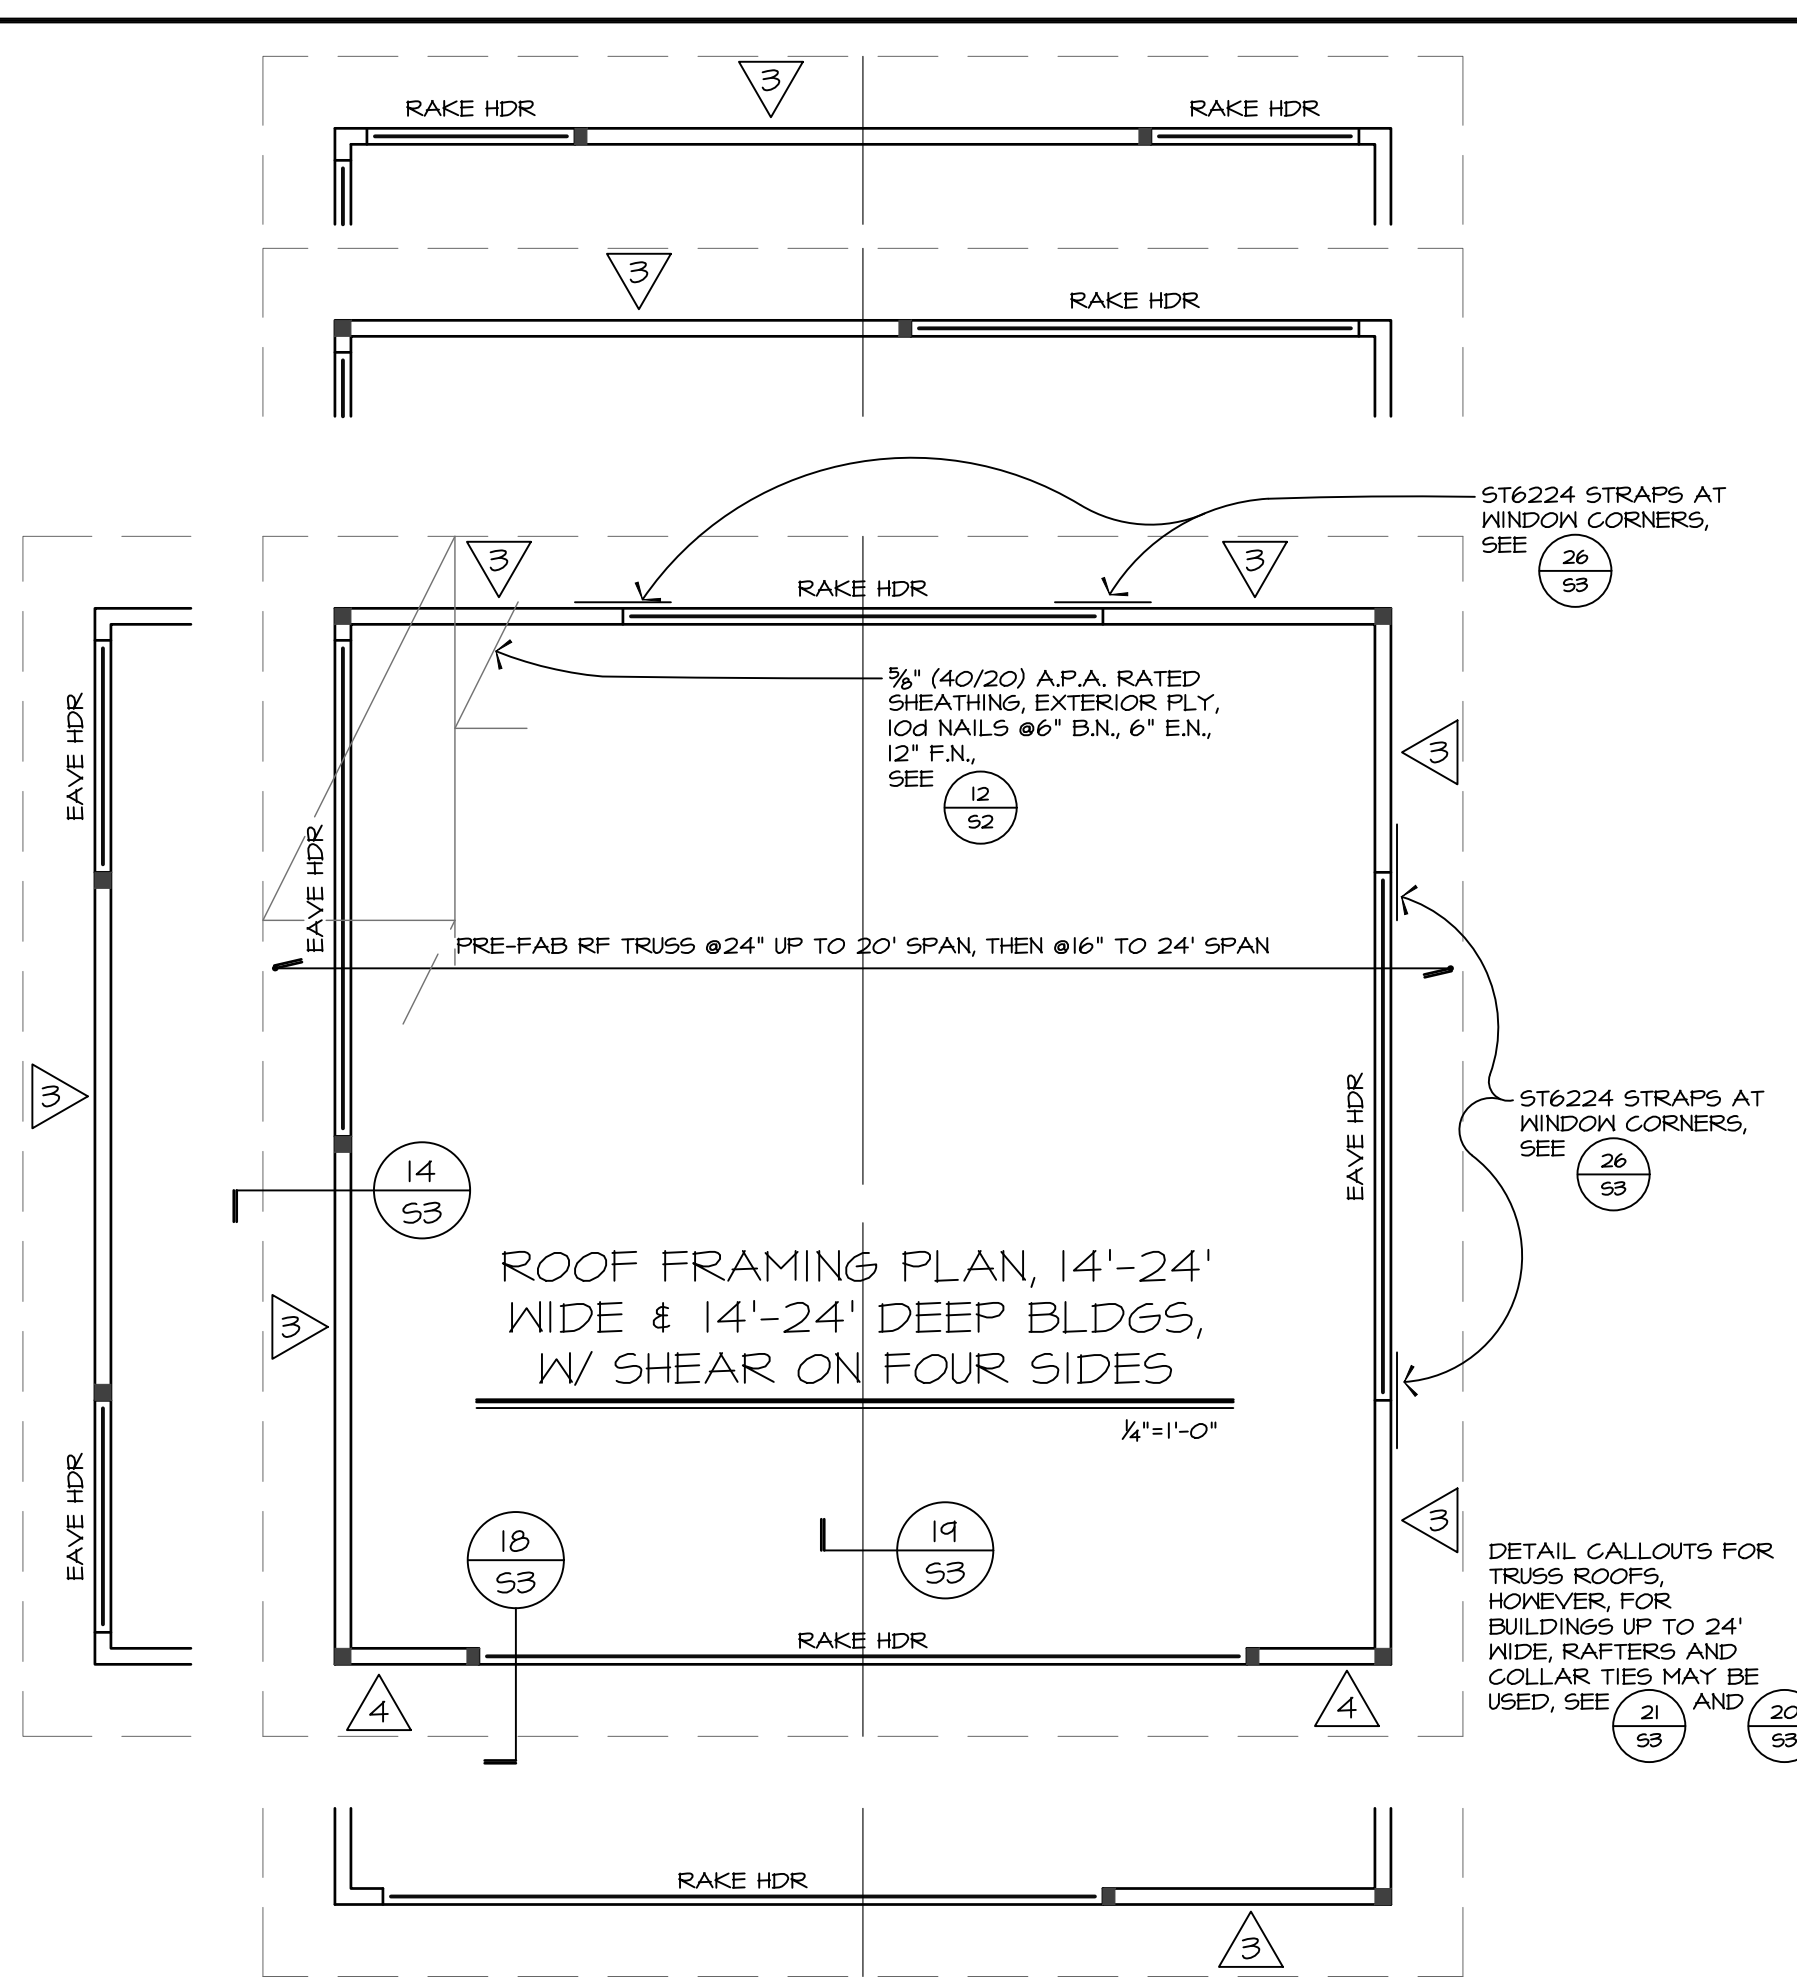 3
RAKE HDR
RAKE HDR
3
RAKE HDR
ST6224 STRAPS AT
WINDOW CORNERS,
SEE
26
S3
3
3
RAKE HDR
⅝" (40/20) A.P.A. RATED
SHEATHING, EXTERIOR PLY,
10d NAILS @6" B.N., 6" E.N.,
12" F.N.,
SEE
12
S2
EAVE HDR
EAVE HDR
3
PRE-FAB RF TRUSS @24" UP TO 20' SPAN, THEN @16" TO 24' SPAN
3
EAVE HDR
ST6224 STRAPS AT
WINDOW CORNERS,
SEE
26
S3
14
S3
3
ROOF FRAMING PLAN, 14'-24'
WIDE & 14'-24' DEEP BLDGS,
W/ SHEAR ON FOUR SIDES
¼"=1'-0"
EAVE HDR
18
S3
19
S3
3
DETAIL CALLOUTS FOR
TRUSS ROOFS,
HOWEVER, FOR
BUILDINGS UP TO 24'
WIDE, RAFTERS AND
COLLAR TIES MAY BE
USED, SEE 21 S3 AND 20 S3
RAKE HDR
4
4
RAKE HDR
3